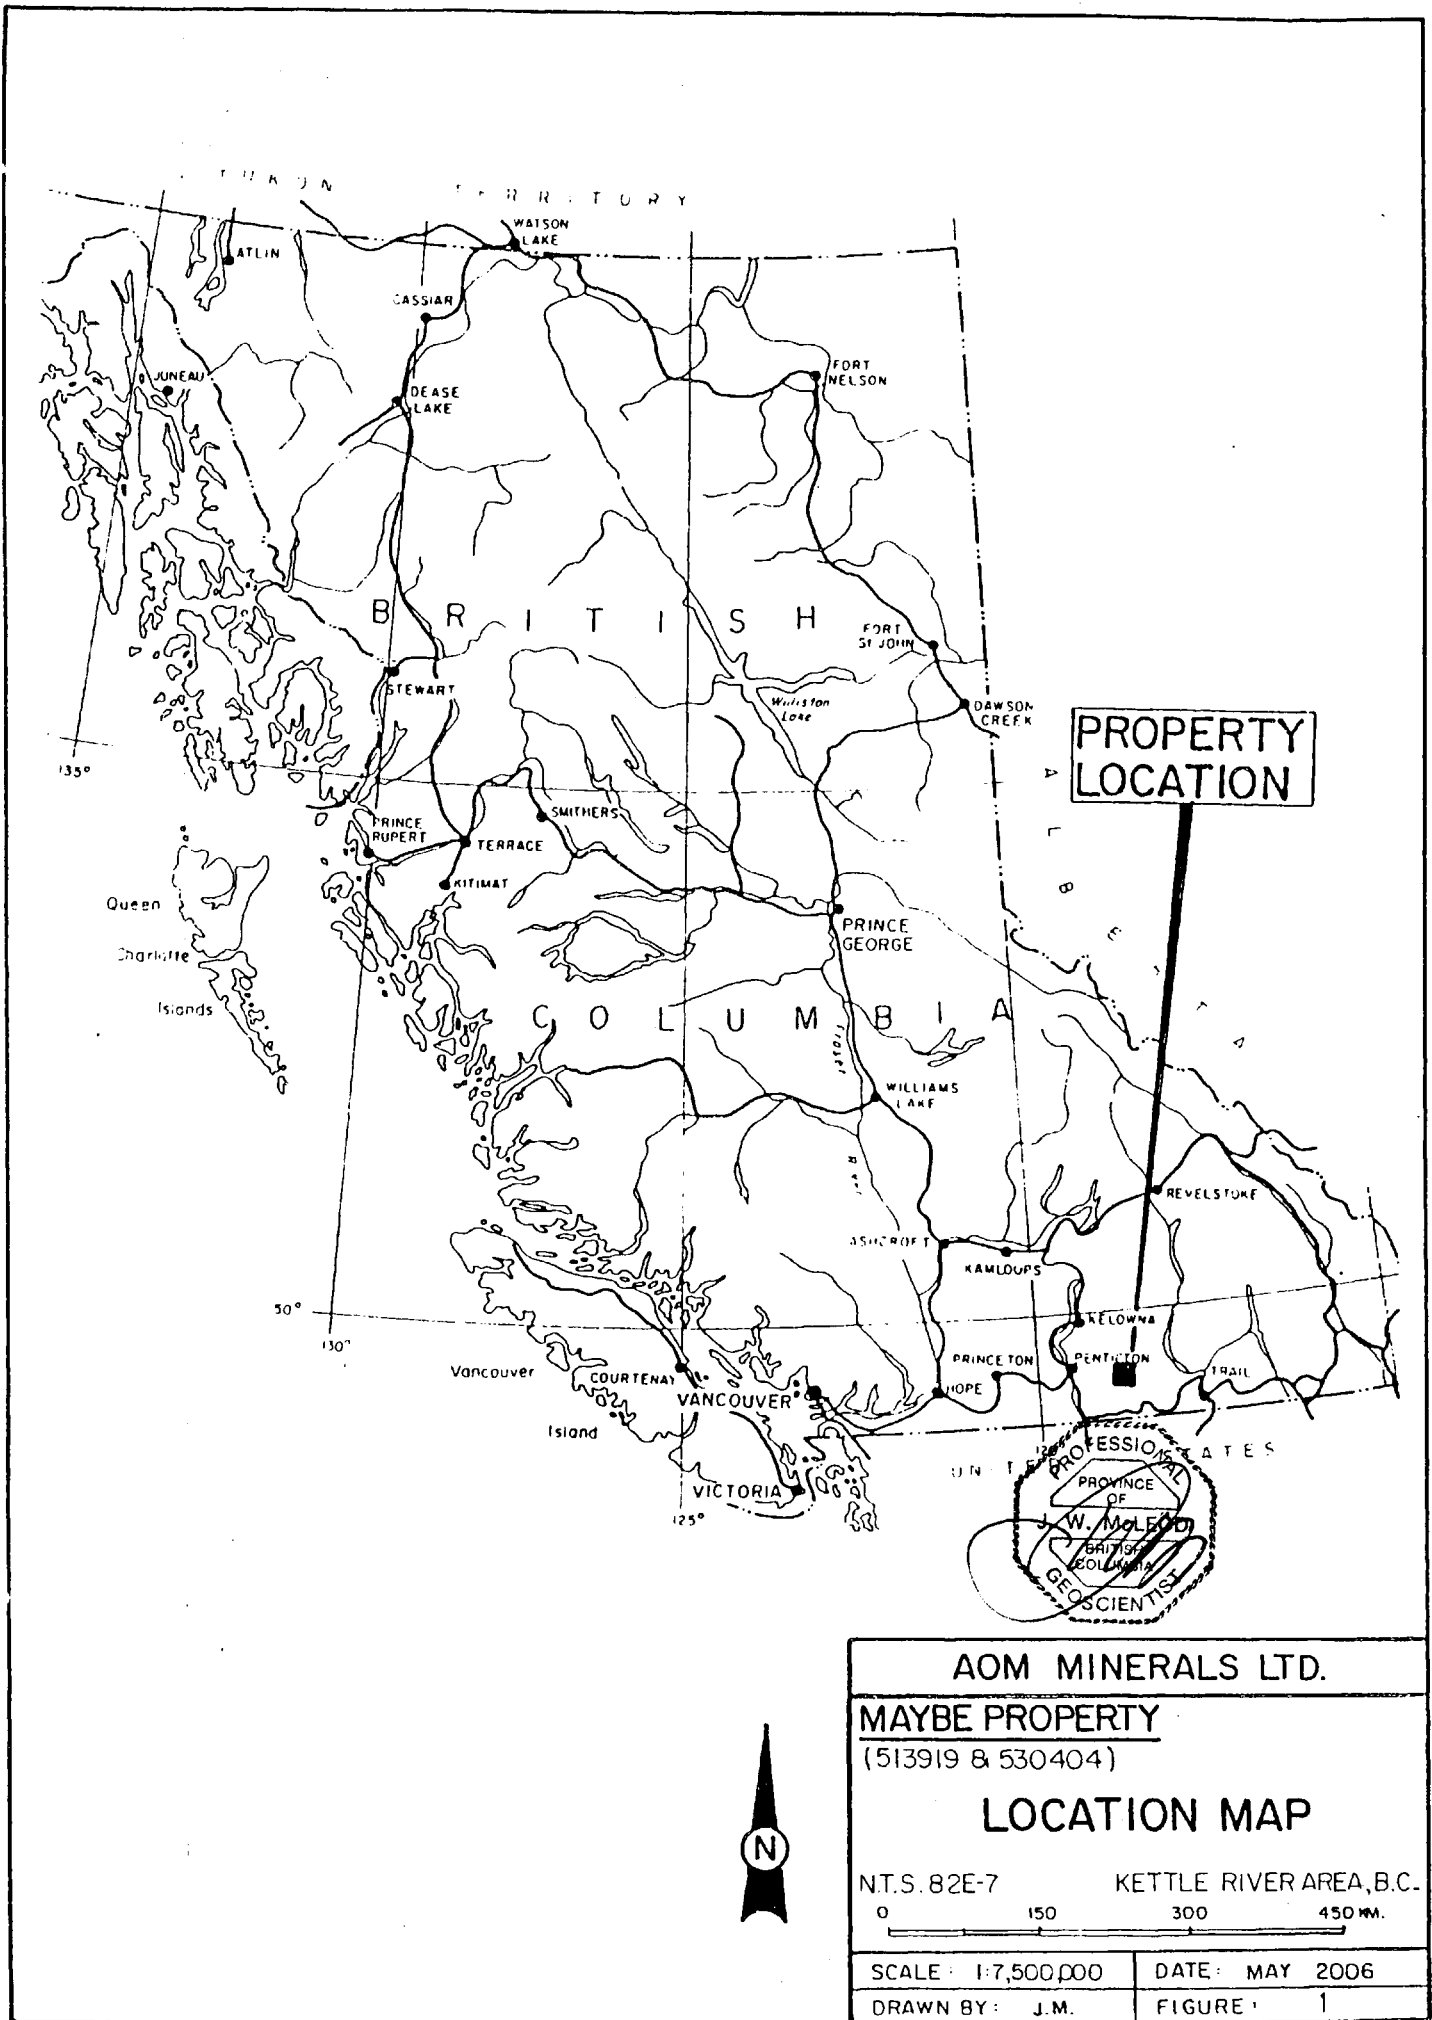 YUKON TERRITORY
WATSON
LAKE
ATLIN
CASSIAR
JUNEAU
DEASE
LAKE
FORT
NELSON
BRITISH
FORT
ST JOHN
STEWART
Williston
Lake
DAWSON
CREEK
PROPERTY
LOCATION
135°
ALBERTA
PRINCE
RUPERT
SMITHERS
TERRACE
KITIMAT
Queen
Charlotte
Islands
PRINCE
GEORGE
COLUMBIA
Fraser
River
WILLIAMS
LAKE
REVELSTOKE
ASHCROFT
KAMLOOPS
50°
130°
KELOWNA
Vancouver
Island
COURTENAY
VANCOUVER
PRINCETON
PENTICTON
TRAIL
HOPE
VICTORIA
125°
UNITED STATES
PROFESSIONAL
PROVINCE
OF
J. W. McLEOD
BRITISH
COLUMBIA
GEOSCIENTIST
AOM MINERALS LTD.
MAYBE PROPERTY
(513919 & 530404)
LOCATION MAP
N
N.T.S. 82E-7 KETTLE RIVER AREA, B.C.
0 150 300 450 KM.
SCALE: 1:7,500,000 DATE: MAY 2006
DRAWN BY: J.M. FIGURE: 1